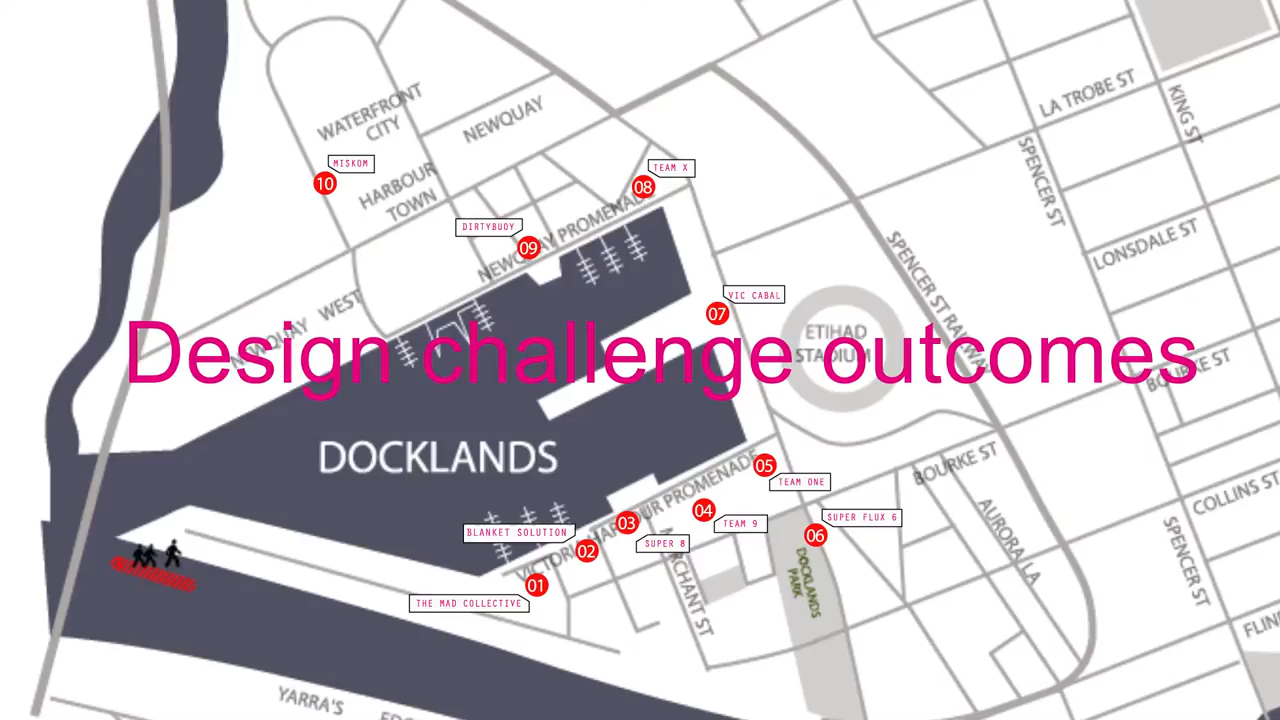 LA TROBE ST
KING ST
WATERFRONT
CITY
NEWQUAY
SPENCER ST
MISKOM
10
TEAM X
08
HARBOUR
TOWN
DIRTYBUOY
09
NEWQUAY PROMENADE
LONSDALE ST
SPENCER ST RAILWAY
VIC CABAL
07
NEWQUAY WEST
ETIHAD
STADIUM
Design challenge outcomes
BOURKE ST
DOCKLANDS
BOURKE ST
05
TEAM ONE
COLLINS ST
VICTORIA HARBOUR PROMENADE
04
TEAM 9
SUPER FLUX 6
06
03
SUPER 8
BLANKET SOLUTION
02
AURORA LA
SPENCER ST
DOCKLANDS
PARK
MERCHANT ST
01
THE MAD COLLECTIVE
YARRA'S